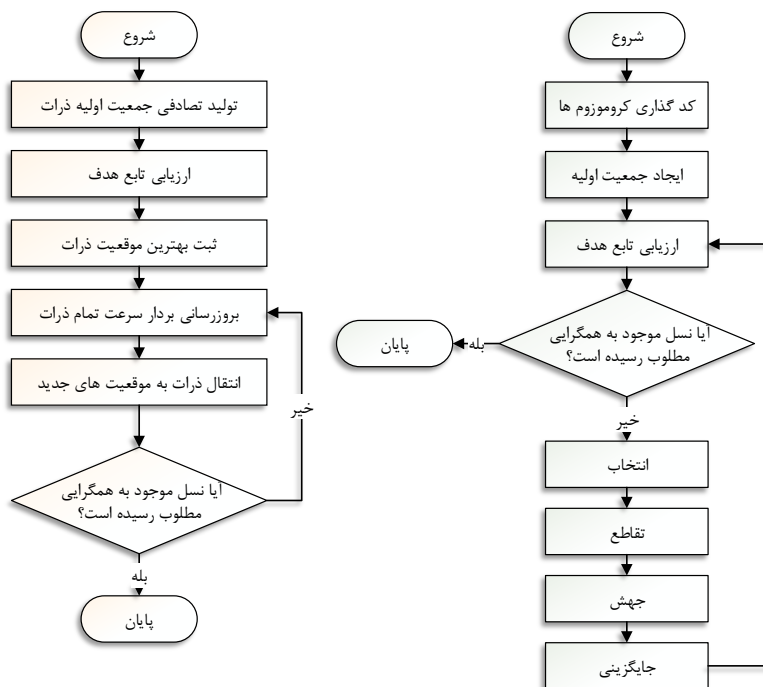 شروع
کد گذاری کروموزوم ها
ایجاد جمعیت اولیه
ارزیابی تابع هدف
آیا نسل موجود به همگرایی
مطلوب رسیده است؟
بله
پایان
خیر
انتخاب
تقاطع
جهش
جایگزینی
شروع
تولید تصادفی جمعیت اولیه ذرات
ارزیابی تابع هدف
ثبت بهترین موقعیت ذرات
بروزرسانی بردار سرعت تمام ذرات
انتقال ذرات به موقعیت های جدید
خیر
آیا نسل موجود به همگرایی
مطلوب رسیده است؟
بله
پایان